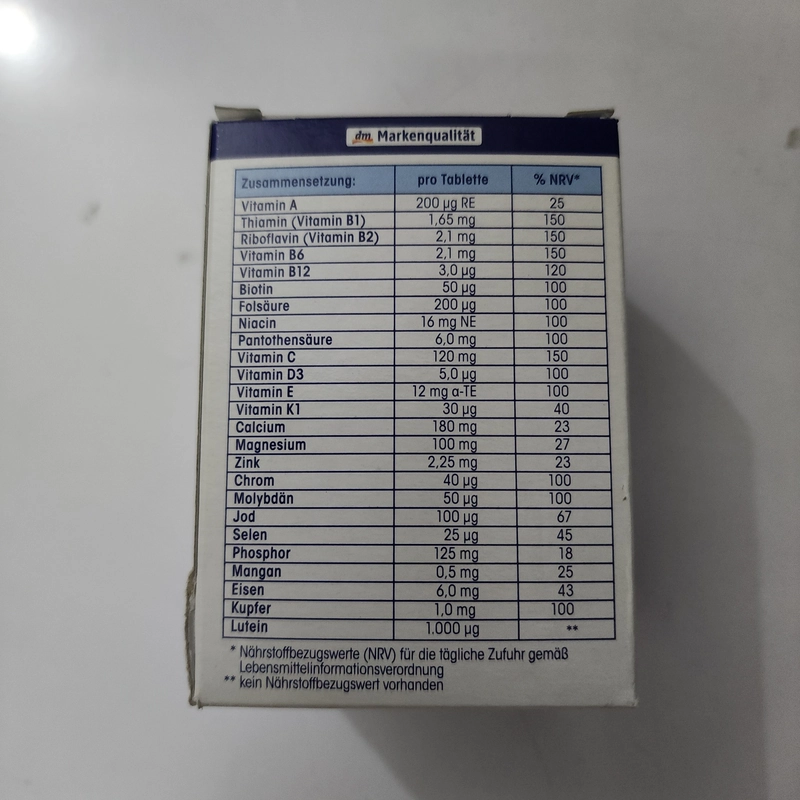 dm Markenqualität
Zusammensetzung: pro Tablette % NRV*
Vitamin A 200 µg RE 25
Thiamin (Vitamin B1) 1,65 mg 150
Riboflavin (Vitamin B2) 2,1 mg 150
Vitamin B6 2,1 mg 150
Vitamin B12 3,0 µg 120
Biotin 50 µg 100
Folsäure 200 µg 100
Niacin 16 mg NE 100
Pantothensäure 6,0 mg 100
Vitamin C 120 mg 150
Vitamin D3 5,0 µg 100
Vitamin E 12 mg α-TE 100
Vitamin K1 30 µg 40
Calcium 180 mg 23
Magnesium 100 mg 27
Zink 2,25 mg 23
Chrom 40 µg 100
Molybdän 50 µg 100
Jod 100 µg 67
Selen 25 µg 45
Phosphor 125 mg 18
Mangan 0,5 mg 25
Eisen 6,0 mg 43
Kupfer 1,0 mg 100
Lutein 1.000 µg **
* Nährstoffbezugswerte (NRV) für die tägliche Zufuhr gemäß
Lebensmittelinformationsverordnung
** kein Nährstoffbezugswert vorhanden